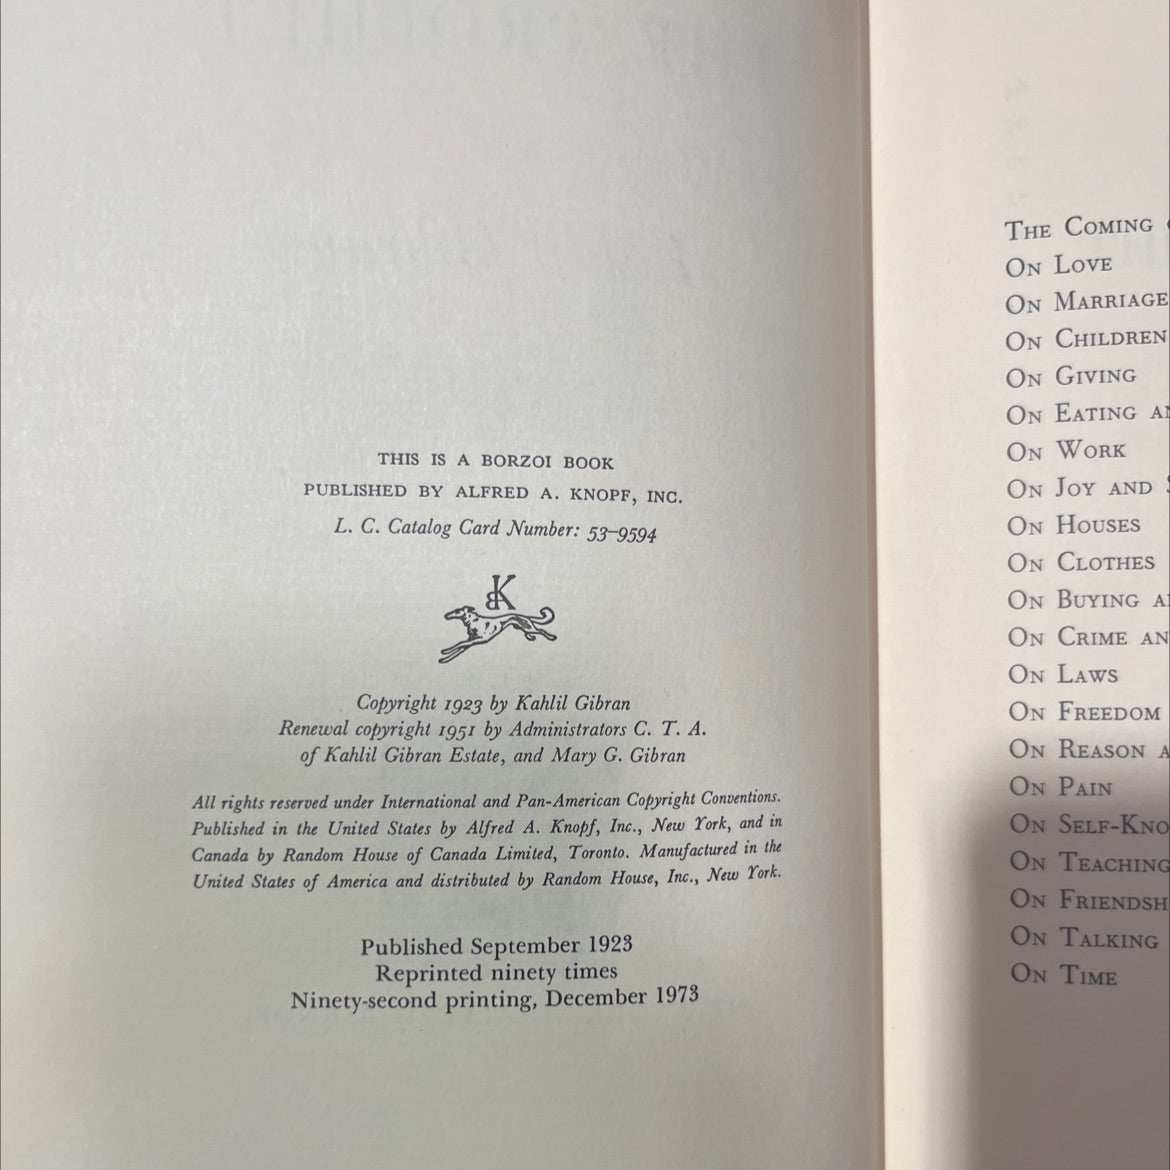 THIS IS A BORZOI BOOK
PUBLISHED BY ALFRED A. KNOPF, INC.
L. C. Catalog Card Number: 53-9594
Copyright 1923 by Kahlil Gibran
Renewal copyright 1951 by Administrators C. T. A.
of Kahlil Gibran Estate, and Mary G. Gibran
All rights reserved under International and Pan-American Copyright Conventions.
Published in the United States by Alfred A. Knopf, Inc., New York, and in
Canada by Random House of Canada Limited, Toronto. Manufactured in the
United States of America and distributed by Random House, Inc., New York.
Published September 1923
Reprinted ninety times
Ninety-second printing, December 1973
THE COMING
ON LOVE
ON MARRIAGE
ON CHILDREN
ON GIVING
ON EATING
ON WORK
ON JOY AND
ON HOUSES
ON CLOTHES
ON BUYING
ON CRIME
ON LAWS
ON FREEDOM
ON REASON
ON PAIN
ON
ON TEACHING
ON
ON TALKING
ON TIME